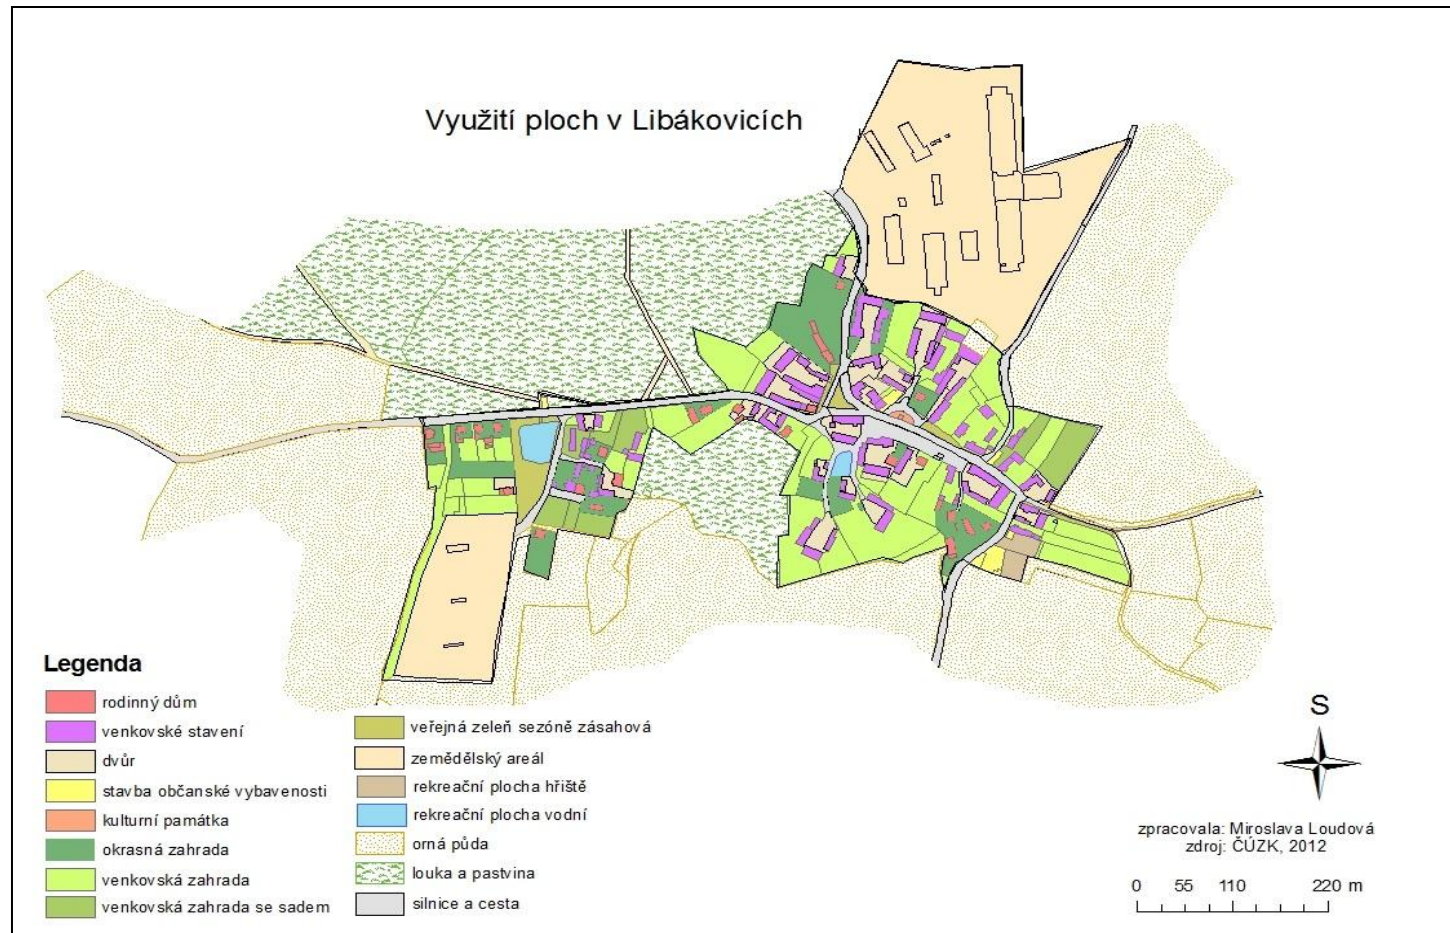 Využití ploch v Libákovicích
Legenda
rodinný dům
venkovské stavení
dvůr
stavba občanské vybavenosti
kulturní památka
okrasná zahrada
venkovská zahrada
venkovská zahrada se sadem
veřejná zeleň sezóně zásahová
zemědělský areál
rekreační plocha hřiště
rekreační plocha vodní
orná půda
louka a pastvina
silnice a cesta
S
zpracovala: Miroslava Loudová
zdroj: ČÚZK, 2012
0 55 110 220 m